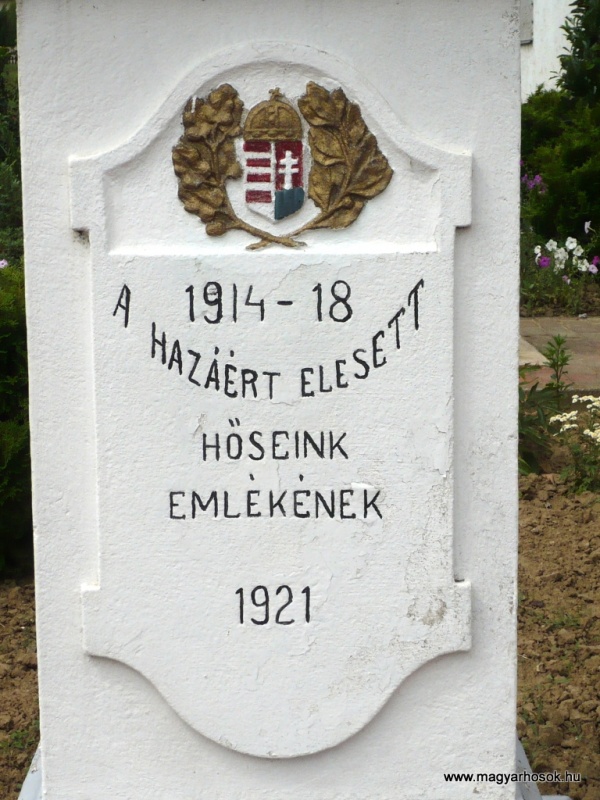 1914-18
A HAZÁÉRT ELESETT
HŐSEINK
EMLÉKÉNEK
1921
www.magyarhosok.hu